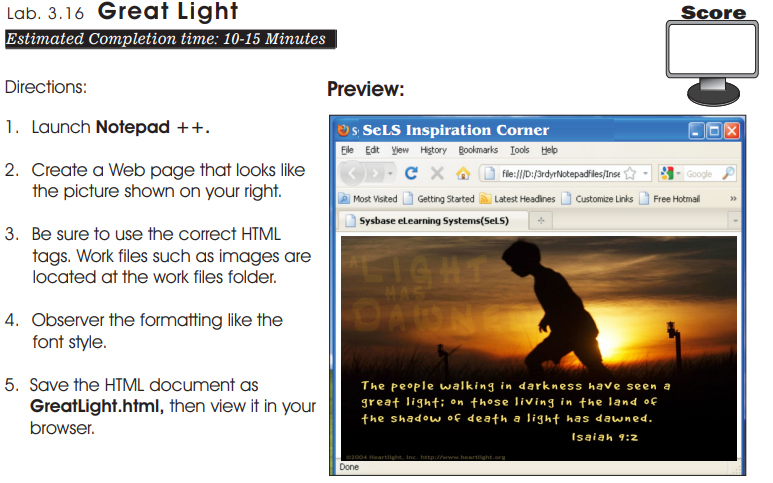 Lab. 3.16 Great Light
Estimated Completion time: 10-15 Minutes
Score
Directions:
1. Launch Notepad ++.
2. Create a Web page that looks like
the picture shown on your right.
3. Be sure to use the correct HTML
tags. Work files such as images are
located at the work files folder.
4. Observer the formatting like the
font style.
5. Save the HTML document as
GreatLight.html, then view it in your
browser.
Preview:
S; SeLS Inspiration Corner
File Edit View History Bookmarks Tools Help
file:///D:/3rdyrNotepadfiles/Inse Google
Most Visited Getting Started Latest Headlines Customize Links Free Hotmail »
Sysbase eLearning Systems(SeLS)
A LIGHT
HAS
DAWNED
The people walking in darkness have seen a
great light; on those living in the land of
the shadow of death a light has dawned.
Isaiah 9:2
©2004 Heartlight, Inc. http://www.heartlight.org
Done